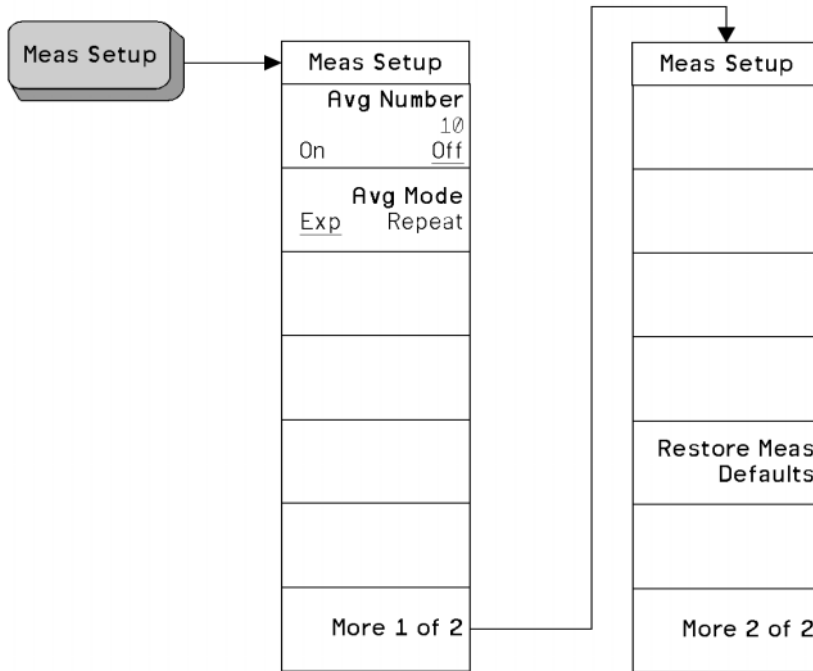 Meas Setup
Meas Setup
Avg Number
10
On Off
Avg Mode
Exp Repeat
More 1 of 2
Meas Setup
Restore Meas
Defaults
More 2 of 2